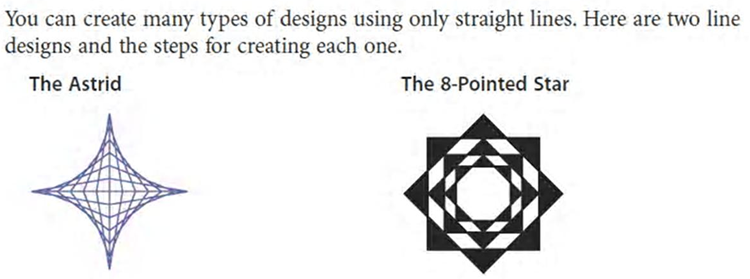 You can create many types of designs using only straight lines. Here are two line
designs and the steps for creating each one.
The Astrid
The 8-Pointed Star